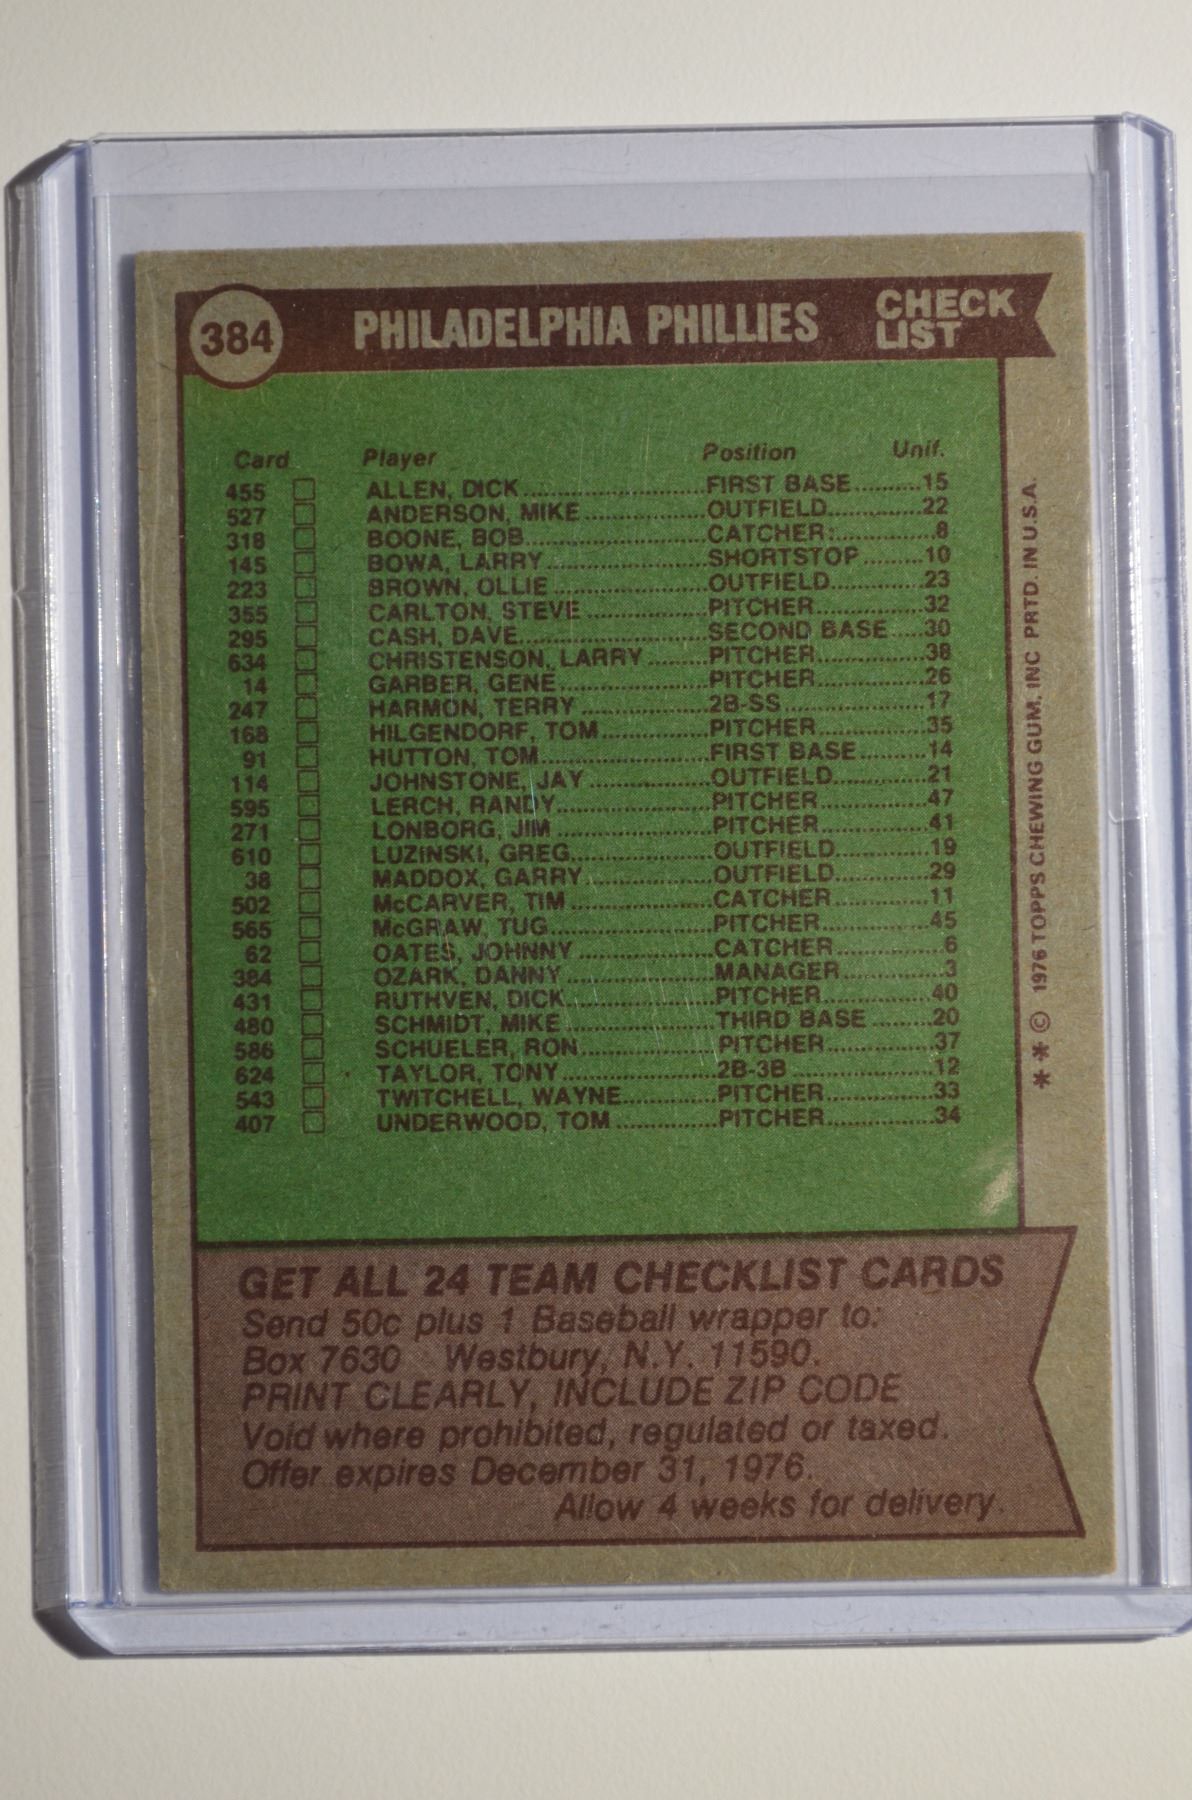 384 PHILADELPHIA PHILLIES CHECK LIST
Card Player Position Unif.
455 ALLEN, DICK FIRST BASE 15
527 ANDERSON, MIKE OUTFIELD 22
318 BOONE, BOB CATCHER 8
145 BOWA, LARRY SHORTSTOP 10
223 BROWN, OLLIE OUTFIELD 23
355 CARLTON, STEVE PITCHER 32
295 CASH, DAVE SECOND BASE 30
634 CHRISTENSON, LARRY PITCHER 38
14 GARBER, GENE PITCHER 26
247 HARMON, TERRY 2B-SS 17
168 HILGENDORF, TOM PITCHER 35
91 HUTTON, TOM FIRST BASE 14
114 JOHNSTONE, JAY OUTFIELD 21
595 LERCH, RANDY PITCHER 47
271 LONBORG, JIM PITCHER 41
610 LUZINSKI, GREG OUTFIELD 19
38 MADDOX, GARRY OUTFIELD 29
502 McCARVER, TIM CATCHER 11
565 McGRAW, TUG PITCHER 45
62 OATES, JOHNNY CATCHER 6
384 OZARK, DANNY MANAGER 3
431 RUTHVEN, DICK PITCHER 40
480 SCHMIDT, MIKE THIRD BASE 20
586 SCHUELER, RON PITCHER 37
624 TAYLOR, TONY 2B-3B 12
543 TWITCHELL, WAYNE PITCHER 33
407 UNDERWOOD, TOM PITCHER 34
* * © 1976 TOPPS CHEWING GUM, INC PRTD. IN U.S.A.
GET ALL 24 TEAM CHECKLIST CARDS
Send 50c plus 1 Baseball wrapper to:
Box 7630 Westbury, N.Y. 11590.
PRINT CLEARLY, INCLUDE ZIP CODE
Void where prohibited, regulated or taxed.
Offer expires December 31, 1976.
Allow 4 weeks for delivery.